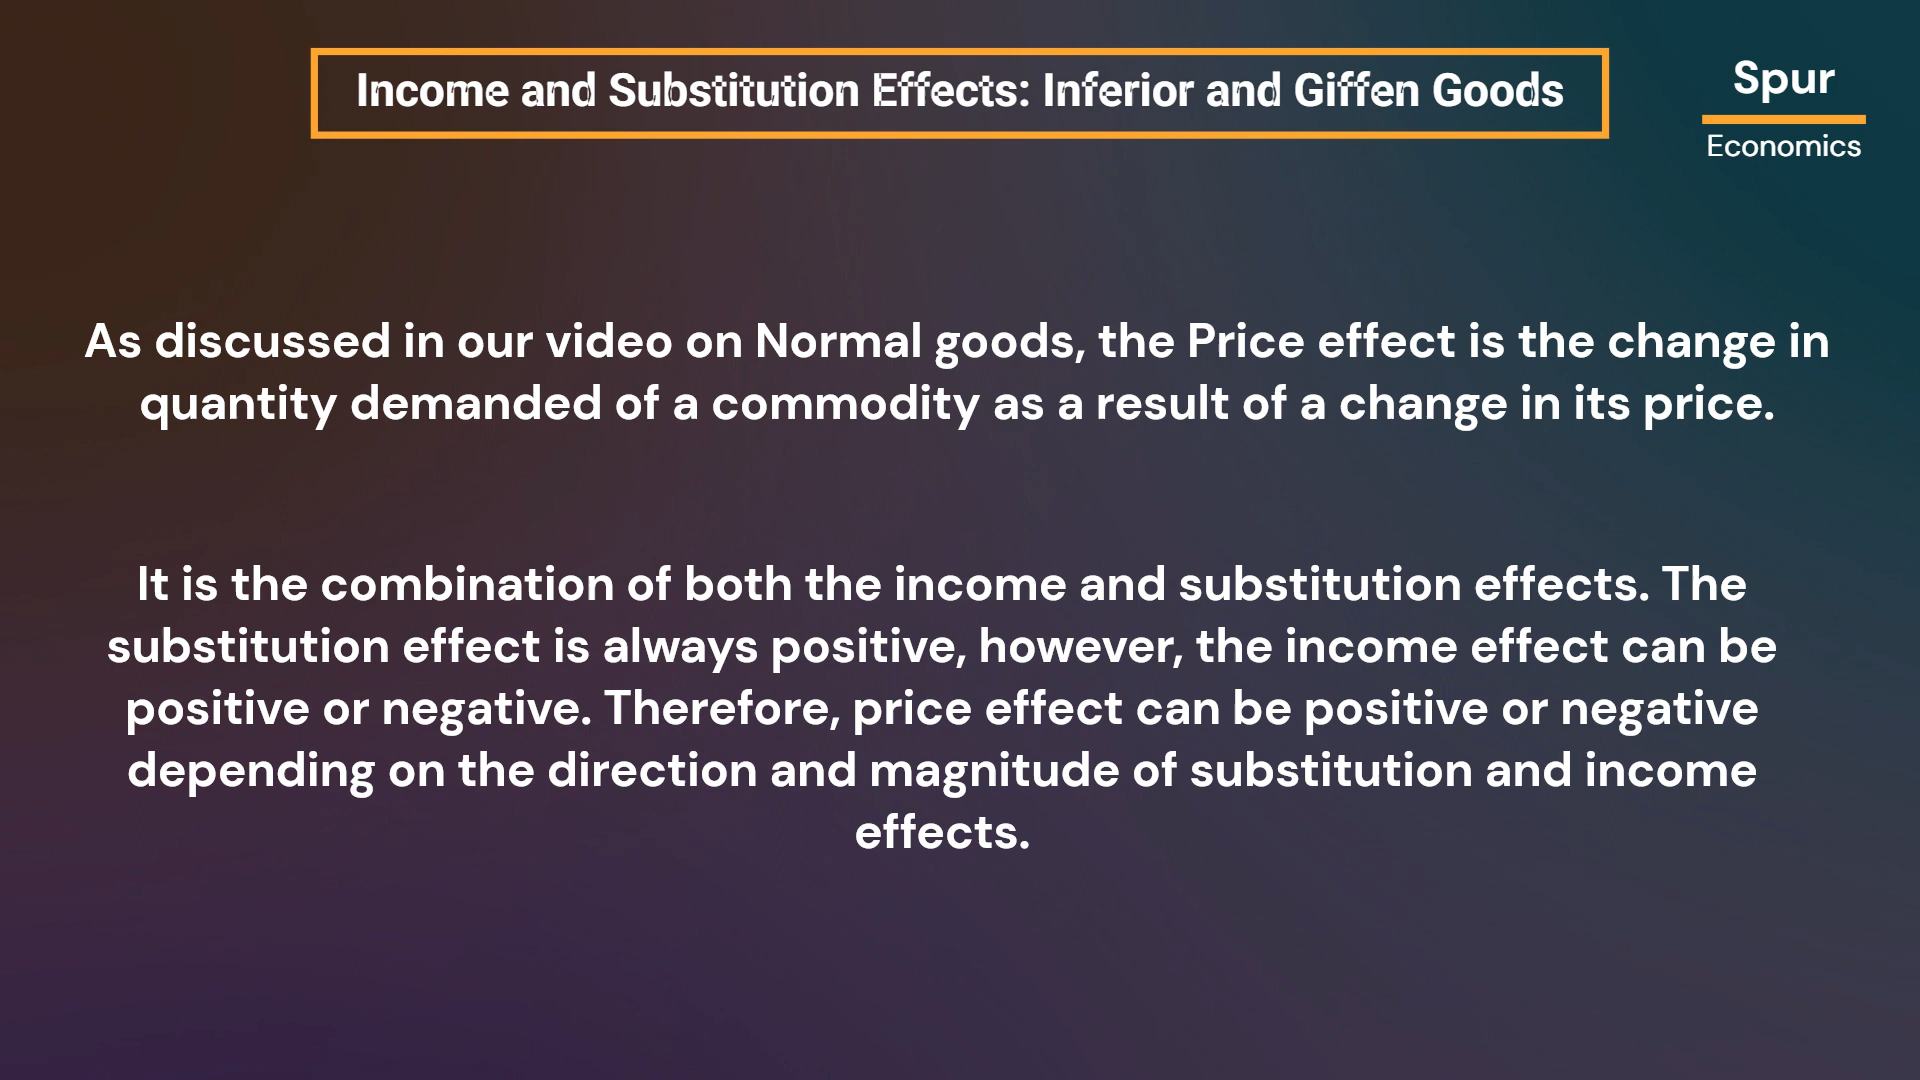 Income and Substitution Effects: Inferior and Giffen Goods
Spur
Economics
As discussed in our video on Normal goods, the Price effect is the change in
quantity demanded of a commodity as a result of a change in its price.
It is the combination of both the income and substitution effects. The
substitution effect is always positive, however, the income effect can be
positive or negative. Therefore, price effect can be positive or negative
depending on the direction and magnitude of substitution and income
effects.